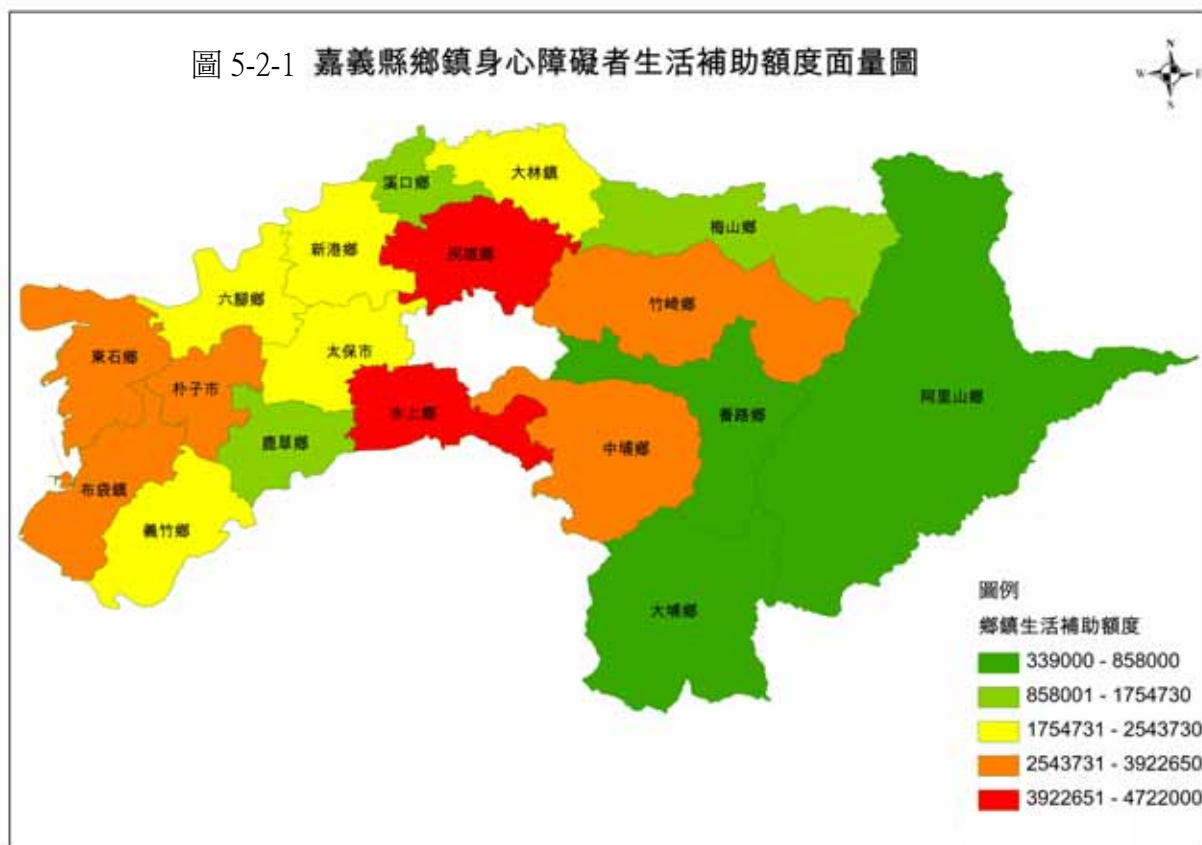 圖 5-2-1 嘉義縣鄉鎮身心障礙者生活補助額度面量圖
N
W E
S
大林鎮
溪口鄉
梅山鄉
新港鄉
民雄鄉
六腳鄉
竹崎鄉
太保市
東石鄉
朴子市
阿里山鄉
水上鄉
番路鄉
鹿草鄉
中埔鄉
布袋鎮
義竹鄉
大埔鄉
圖例
鄉鎮生活補助額度
339000 - 858000
858001 - 1754730
1754731 - 2543730
2543731 - 3922650
3922651 - 4722000